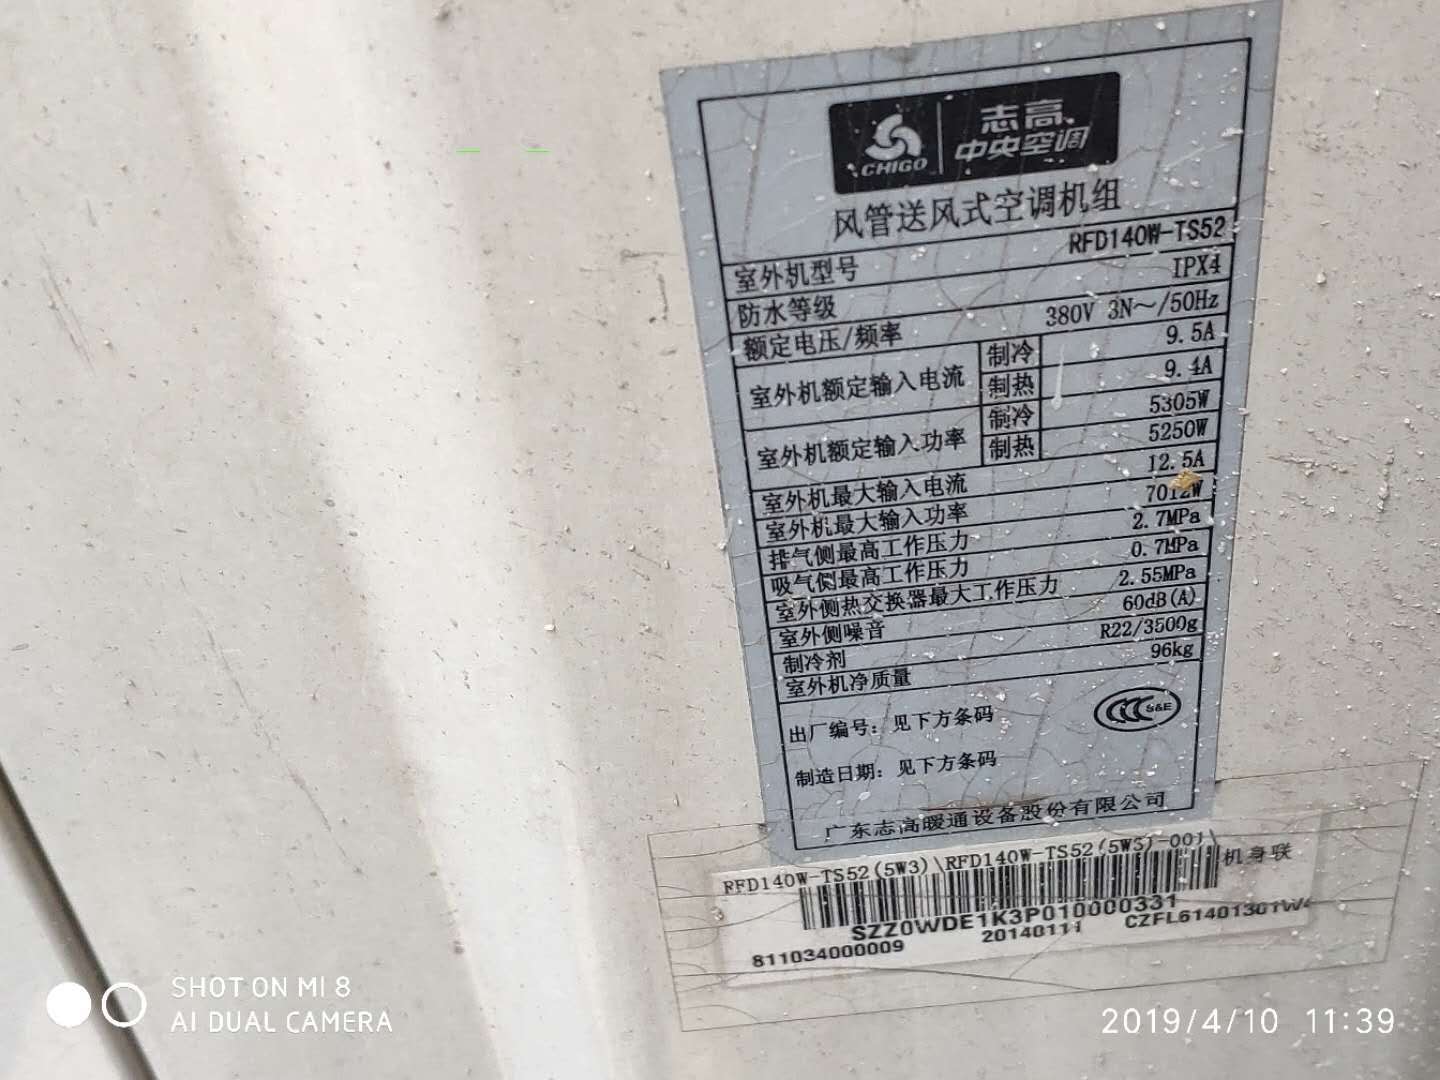 CHIGO
志高
中央空调
风管送风式空调机组
室外机型号 RFD140W-TS52
防水等级 IPX4
额定电压/频率 380V 3N～/50Hz
室外机额定输入电流 制冷 9.5A
制热 9.4A
室外机额定输入功率 制冷 5305W
制热 5250W
室外机最大输入电流 12.5A
室外机最大输入功率 7012W
排气侧最高工作压力 2.7MPa
吸气侧最高工作压力 0.7MPa
室外侧热交换器最大工作压力 2.55MPa
室外侧噪音 60dB(A)
制冷剂 R22/3500g
室外机净质量 96kg
出厂编号：见下方条码
CCC S&E
制造日期：见下方条码
广东志高暖通设备股份有限公司
RFD140W-TS52(5W3)\RFD140W-TS52(5W3)-001\
机身联
SZZ0WDE1K3P010000331
811034000009 20140111 CZFL61401301W
SHOT ON MI 8
AI DUAL CAMERA
2019/4/10 11:39